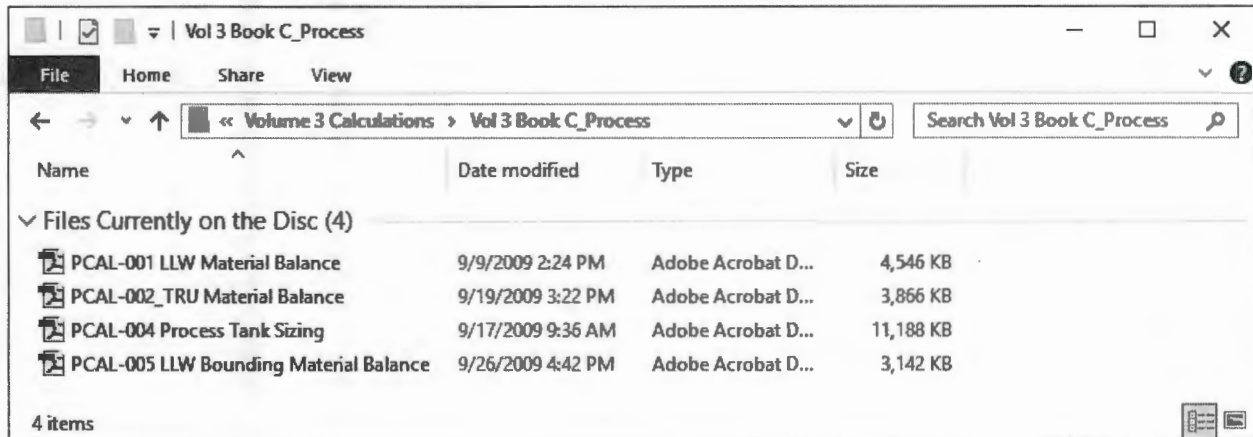 Vol 3 Book C_Process
File Home Share View
« Volume 3 Calculations › Vol 3 Book C_Process Search Vol 3 Book C_Process
Name Date modified Type Size
Files Currently on the Disc (4)
PCAL-001 LLW Material Balance 9/9/2009 2:24 PM Adobe Acrobat D... 4,546 KB
PCAL-002_TRU Material Balance 9/19/2009 3:22 PM Adobe Acrobat D... 3,866 KB
PCAL-004 Process Tank Sizing 9/17/2009 9:36 AM Adobe Acrobat D... 11,188 KB
PCAL-005 LLW Bounding Material Balance 9/26/2009 4:42 PM Adobe Acrobat D... 3,142 KB
4 items